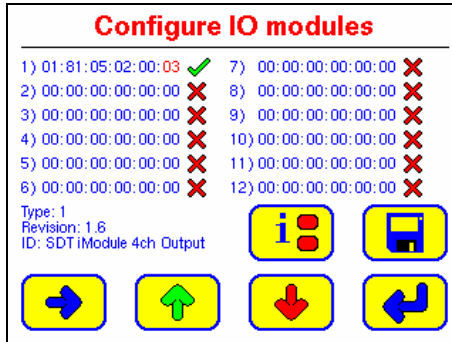 Configure IO modules
1) 01:81:05:02:00:03
2) 00:00:00:00:00:00
3) 00:00:00:00:00:00
4) 00:00:00:00:00:00
5) 00:00:00:00:00:00
6) 00:00:00:00:00:00
7) 00:00:00:00:00:00
8) 00:00:00:00:00:00
9) 00:00:00:00:00:00
10) 00:00:00:00:00:00
11) 00:00:00:00:00:00
12) 00:00:00:00:00:00
Type: 1
Revision: 1.6
ID: SDT iModule 4ch Output
i